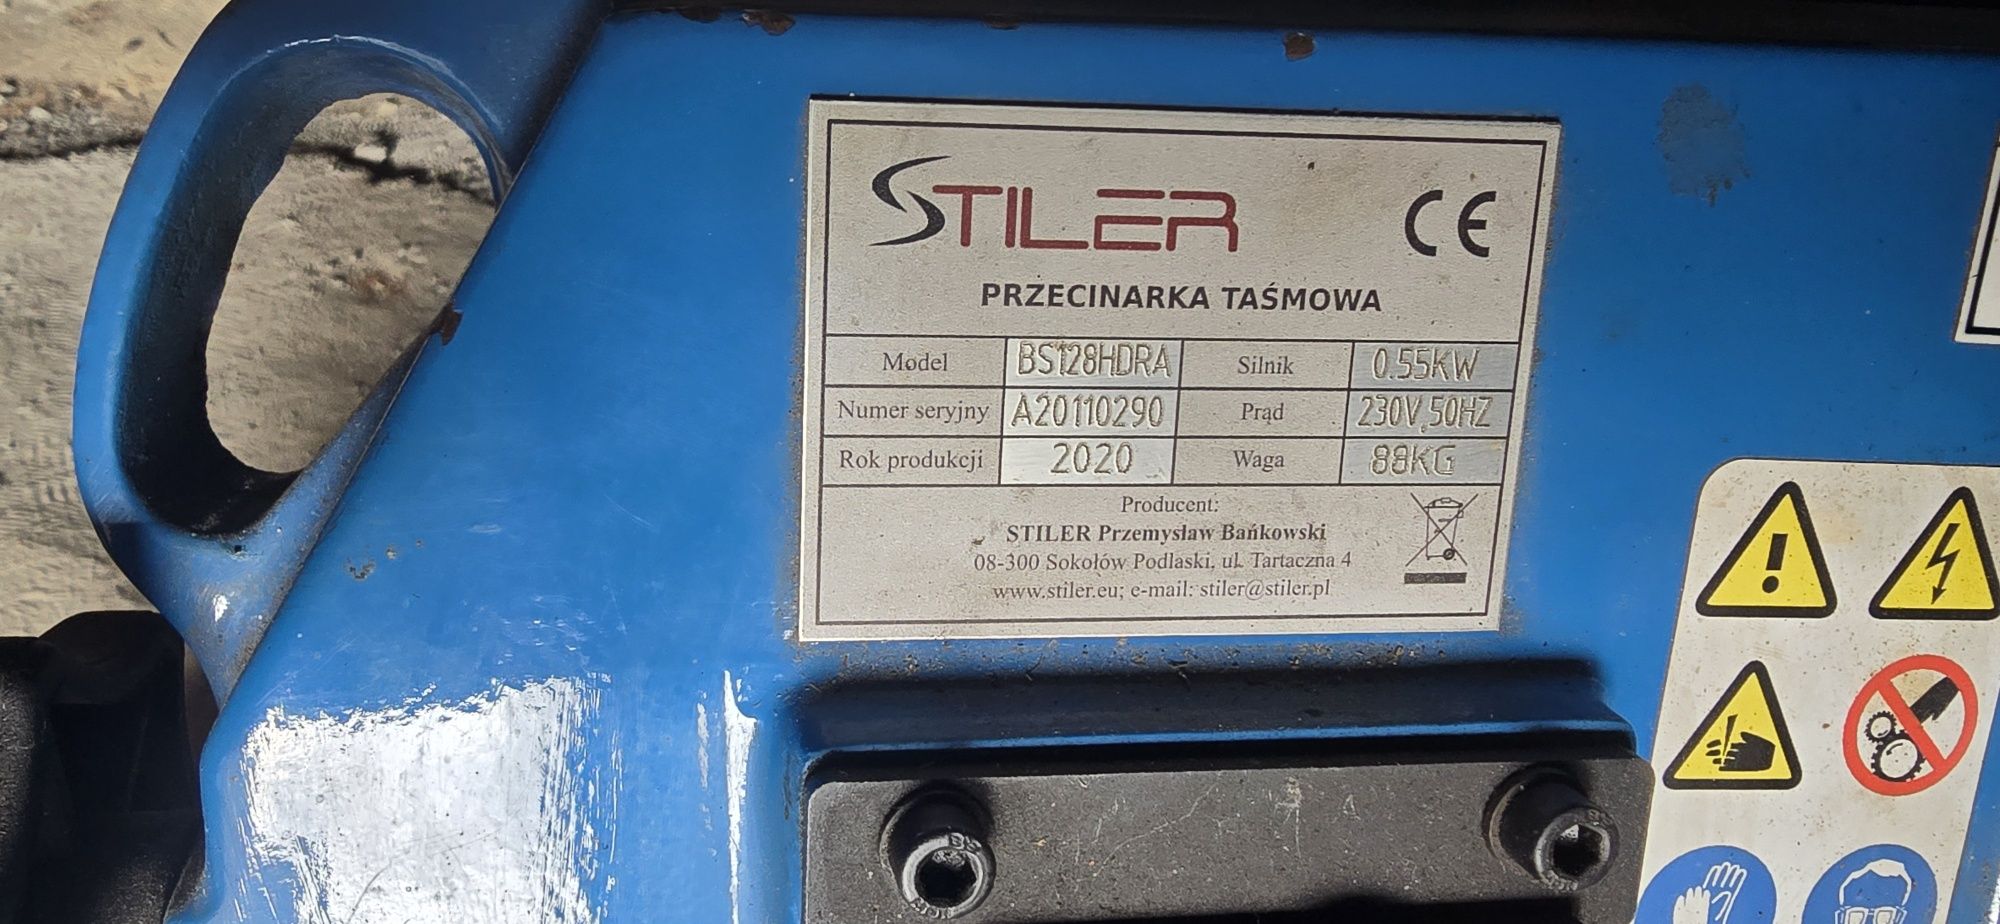 STILER CE
PRZECINARKA TAŚMOWA
Model BS128HDRA Silnik 0.55KW
Numer seryjny A20110290 Prąd 230V,50HZ
Rok produkcji 2020 Waga 88KG
Producent:
STILER Przemysław Bańkowski
08-300 Sokołów Podlaski, ul. Tartaczna 4
www.stiler.eu; e-mail: stiler@stiler.pl